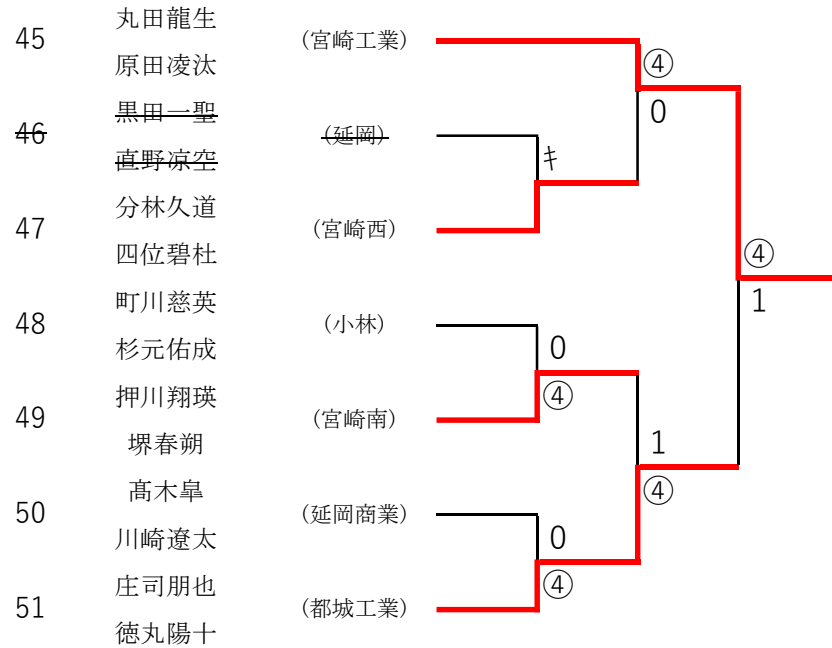 丸田龍生
45 (宮崎工業)
原田凌汰
④
0
黒田一聖
46 (延岡)
直野凉空
キ
分林久道
47 (宮崎西)
四位碧杜
④
1
町川慈英
48 (小林)
杉元佑成
0
④
押川翔瑛
49 (宮崎南)
堺春朔
1
④
髙木皐
50 (延岡商業)
川崎遼太
0
④
庄司朋也
51 (都城工業)
徳丸陽十